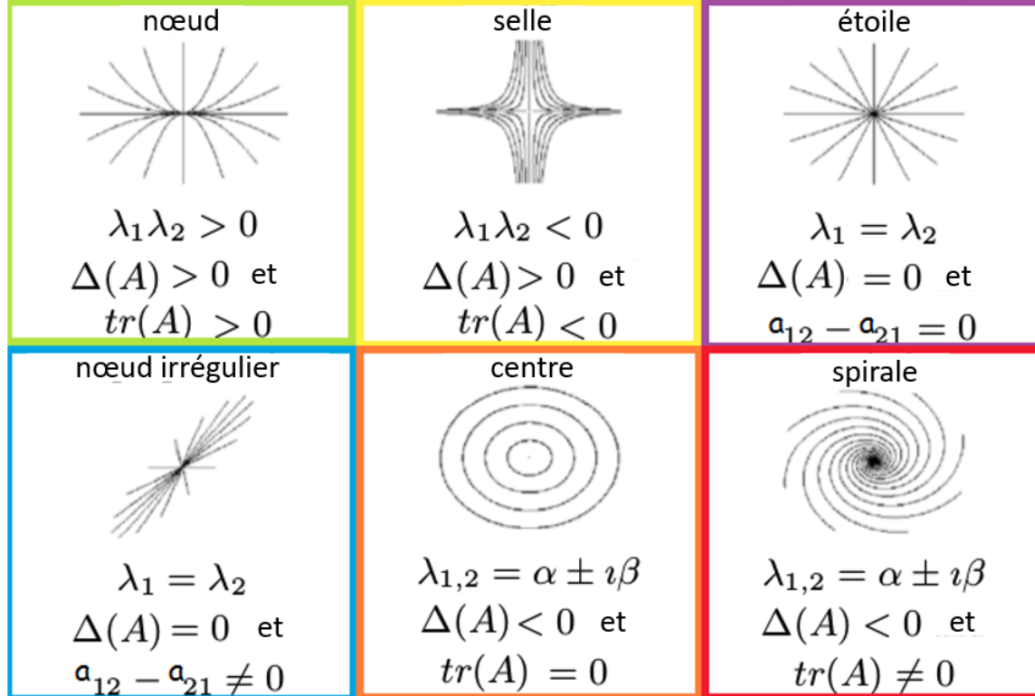 nœud
λ₁λ₂ > 0
Δ(A) > 0 et
tr(A) > 0
selle
λ₁λ₂ < 0
Δ(A) > 0 et
tr(A) < 0
étoile
λ₁ = λ₂
Δ(A) = 0 et
a₁₂ − a₂₁ = 0
nœud irrégulier
λ₁ = λ₂
Δ(A) = 0 et
a₁₂ − a₂₁ ≠ 0
centre
λ₁,₂ = α ± ıβ
Δ(A) < 0 et
tr(A) = 0
spirale
λ₁,₂ = α ± ıβ
Δ(A) < 0 et
tr(A) ≠ 0